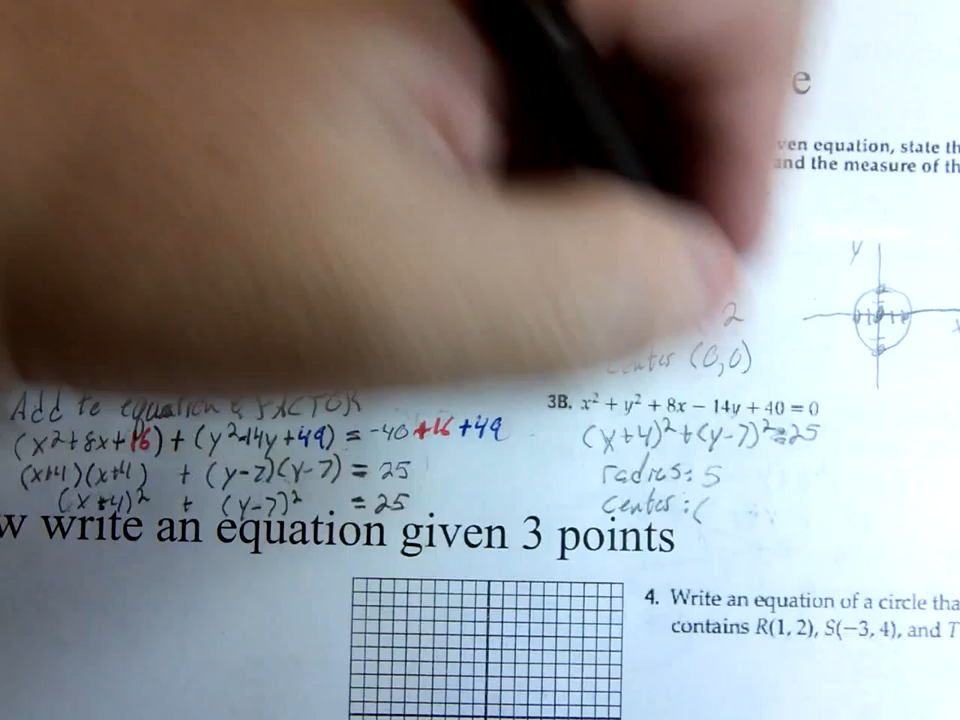 e
ven equation, state th
and the measure of th
y
2
(0,0)
x
Add to equation & FACTOR
3B. x² + y² + 8x − 14y + 40 = 0
(x²+8x+16) + (y²-14y+49) = -40+16+49
(x+4)²+(y-7)²=25
(x+4)(x+4) + (y-7)(y-7) = 25
radius: 5
(x+4)² + (y-7)² = 25
center: (
w write an equation given 3 points
4. Write an equation of a circle tha
contains R(1, 2), S(−3, 4), and T